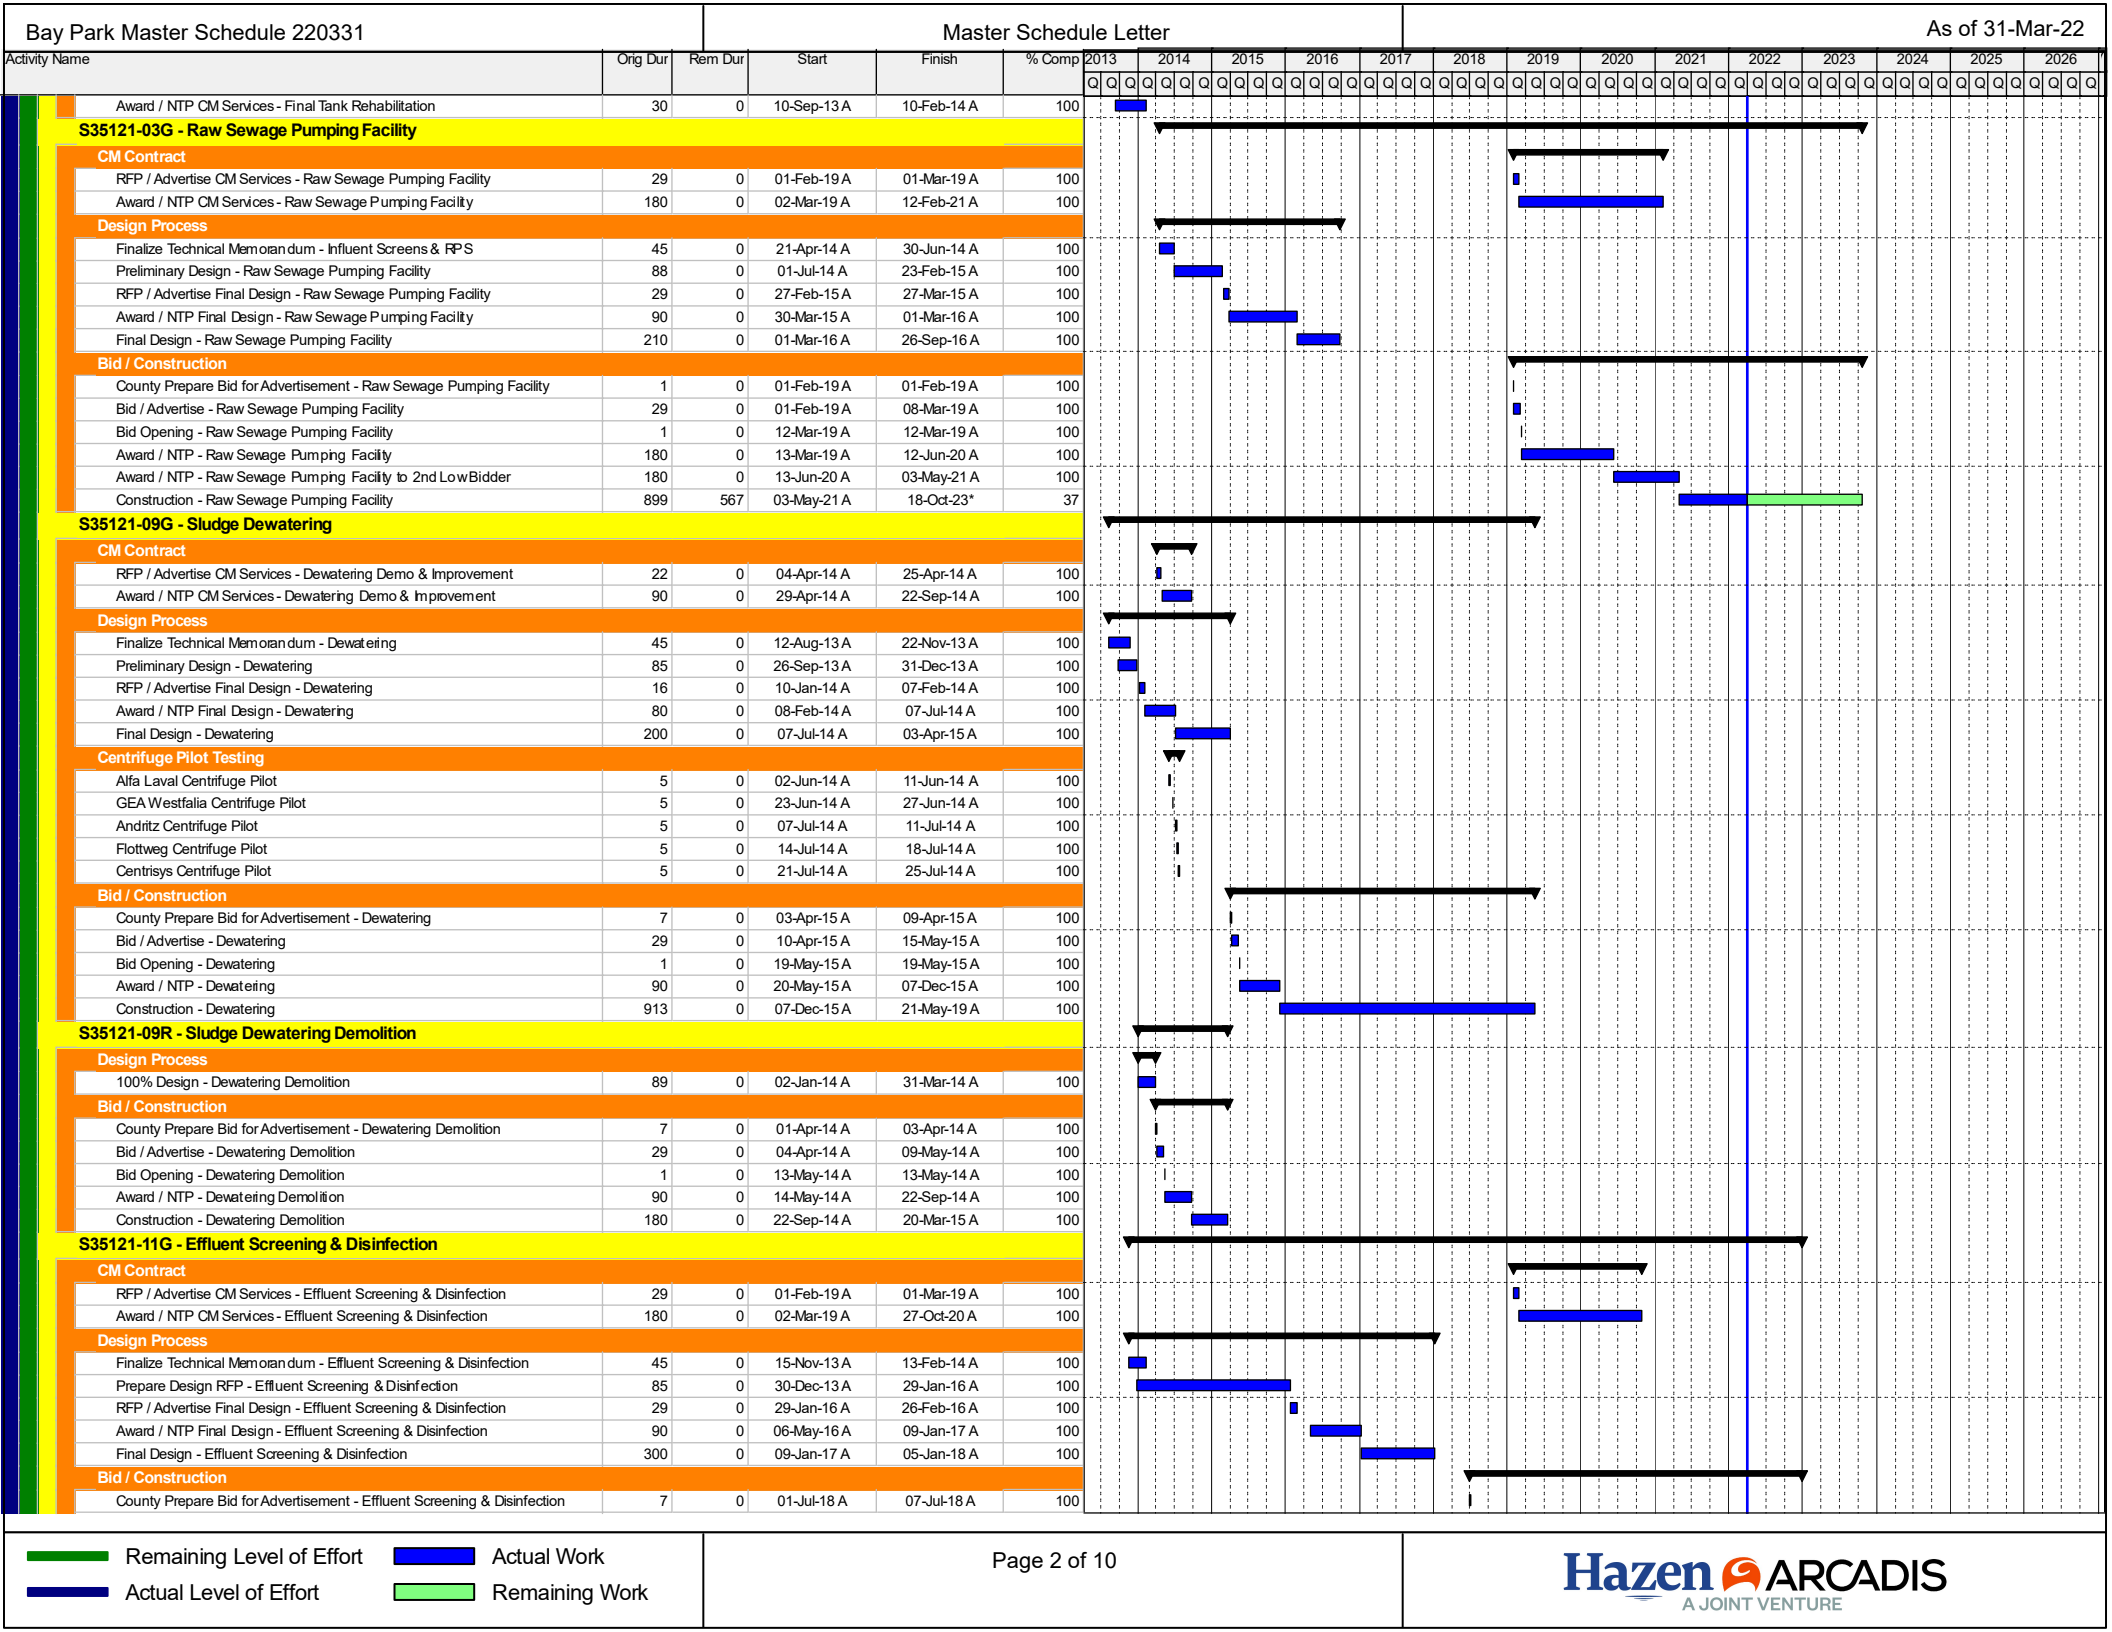 Bay Park Master Schedule 220331 Master Schedule Letter As of 31-Mar-22
Activity Name Orig Dur Rem Dur Start Finish % Comp 2013 2014 2015 2016 2017 2018 2019 2020 2021 2022 2023 2024 2025 2026
Q Q Q Q Q Q Q Q Q Q Q Q Q Q Q Q Q Q Q Q Q Q Q Q Q Q Q Q Q Q Q Q Q Q Q Q Q Q Q Q Q Q Q Q Q Q Q Q Q Q Q Q Q Q Q
Award / NTP CM Services - Final Tank Rehabilitation 30 0 10-Sep-13 A 10-Feb-14 A 100
S35121-03G - Raw Sewage Pumping Facility
CM Contract
RFP / Advertise CM Services - Raw Sewage Pumping Facility 29 0 01-Feb-19 A 01-Mar-19 A 100
Award / NTP CM Services - Raw Sewage Pumping Facility 180 0 02-Mar-19 A 12-Feb-21 A 100
Design Process
Finalize Technical Memorandum - Influent Screens & RPS 45 0 21-Apr-14 A 30-Jun-14 A 100
Preliminary Design - Raw Sewage Pumping Facility 88 0 01-Jul-14 A 23-Feb-15 A 100
RFP / Advertise Final Design - Raw Sewage Pumping Facility 29 0 27-Feb-15 A 27-Mar-15 A 100
Award / NTP Final Design - Raw Sewage Pumping Facility 90 0 30-Mar-15 A 01-Mar-16 A 100
Final Design - Raw Sewage Pumping Facility 210 0 01-Mar-16 A 26-Sep-16 A 100
Bid / Construction
County Prepare Bid for Advertisement - Raw Sewage Pumping Facility 1 0 01-Feb-19 A 01-Feb-19 A 100
Bid / Advertise - Raw Sewage Pumping Facility 29 0 01-Feb-19 A 08-Mar-19 A 100
Bid Opening - Raw Sewage Pumping Facility 1 0 12-Mar-19 A 12-Mar-19 A 100
Award / NTP - Raw Sewage Pumping Facility 180 0 13-Mar-19 A 12-Jun-20 A 100
Award / NTP - Raw Sewage Pumping Facility to 2nd Low Bidder 180 0 13-Jun-20 A 03-May-21 A 100
Construction - Raw Sewage Pumping Facility 899 567 03-May-21 A 18-Oct-23* 37
S35121-09G - Sludge Dewatering
CM Contract
RFP / Advertise CM Services - Dewatering Demo & Improvement 22 0 04-Apr-14 A 25-Apr-14 A 100
Award / NTP CM Services - Dewatering Demo & Improvement 90 0 29-Apr-14 A 22-Sep-14 A 100
Design Process
Finalize Technical Memorandum - Dewatering 45 0 12-Aug-13 A 22-Nov-13 A 100
Preliminary Design - Dewatering 85 0 26-Sep-13 A 31-Dec-13 A 100
RFP / Advertise Final Design - Dewatering 16 0 10-Jan-14 A 07-Feb-14 A 100
Award / NTP Final Design - Dewatering 80 0 08-Feb-14 A 07-Jul-14 A 100
Final Design - Dewatering 200 0 07-Jul-14 A 03-Apr-15 A 100
Centrifuge Pilot Testing
Alfa Laval Centrifuge Pilot 5 0 02-Jun-14 A 11-Jun-14 A 100
GEA Westfalia Centrifuge Pilot 5 0 23-Jun-14 A 27-Jun-14 A 100
Andritz Centrifuge Pilot 5 0 07-Jul-14 A 11-Jul-14 A 100
Flottweg Centrifuge Pilot 5 0 14-Jul-14 A 18-Jul-14 A 100
Centrisys Centrifuge Pilot 5 0 21-Jul-14 A 25-Jul-14 A 100
Bid / Construction
County Prepare Bid for Advertisement - Dewatering 7 0 03-Apr-15 A 09-Apr-15 A 100
Bid / Advertise - Dewatering 29 0 10-Apr-15 A 15-May-15 A 100
Bid Opening - Dewatering 1 0 19-May-15 A 19-May-15 A 100
Award / NTP - Dewatering 90 0 20-May-15 A 07-Dec-15 A 100
Construction - Dewatering 913 0 07-Dec-15 A 21-May-19 A 100
S35121-09R - Sludge Dewatering Demolition
Design Process
100% Design - Dewatering Demolition 89 0 02-Jan-14 A 31-Mar-14 A 100
Bid / Construction
County Prepare Bid for Advertisement - Dewatering Demolition 7 0 01-Apr-14 A 03-Apr-14 A 100
Bid / Advertise - Dewatering Demolition 29 0 04-Apr-14 A 09-May-14 A 100
Bid Opening - Dewatering Demolition 1 0 13-May-14 A 13-May-14 A 100
Award / NTP - Dewatering Demolition 90 0 14-May-14 A 22-Sep-14 A 100
Construction - Dewatering Demolition 180 0 22-Sep-14 A 20-Mar-15 A 100
S35121-11G - Effluent Screening & Disinfection
CM Contract
RFP / Advertise CM Services - Effluent Screening & Disinfection 29 0 01-Feb-19 A 01-Mar-19 A 100
Award / NTP CM Services - Effluent Screening & Disinfection 180 0 02-Mar-19 A 27-Oct-20 A 100
Design Process
Finalize Technical Memorandum - Effluent Screening & Disinfection 45 0 15-Nov-13 A 13-Feb-14 A 100
Prepare Design RFP - Effluent Screening & Disinfection 85 0 30-Dec-13 A 29-Jan-16 A 100
RFP / Advertise Final Design - Effluent Screening & Disinfection 29 0 29-Jan-16 A 26-Feb-16 A 100
Award / NTP Final Design - Effluent Screening & Disinfection 90 0 06-May-16 A 09-Jan-17 A 100
Final Design - Effluent Screening & Disinfection 300 0 09-Jan-17 A 05-Jan-18 A 100
Bid / Construction
County Prepare Bid for Advertisement - Effluent Screening & Disinfection 7 0 01-Jul-18 A 07-Jul-18 A 100
Remaining Level of Effort Actual Work Page 2 of 10 Hazen ARCADIS
Actual Level of Effort Remaining Work A JOINT VENTURE